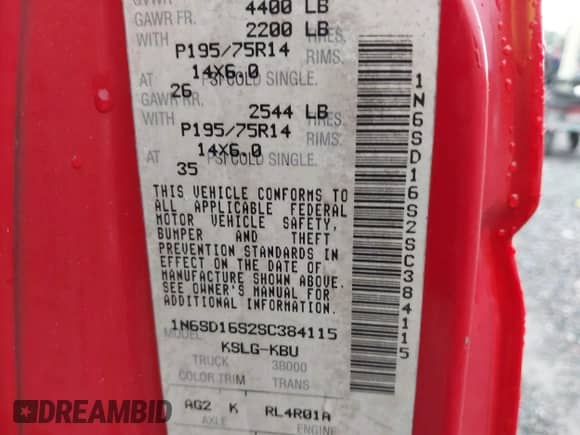 GVWR 4400 LB
GAWR FR. 2200 LB
WITH TIRES.
P195/75R14 RIMS.
14X6.0
AT 26 PSI COLD SINGLE.
GAWR RR. 2544 LB
WITH TIRES.
P195/75R14 RIMS.
14X6.0
AT 35 PSI COLD SINGLE.
THIS VEHICLE CONFORMS TO
ALL APPLICABLE FEDERAL
MOTOR VEHICLE SAFETY,
BUMPER AND THEFT
PREVENTION STANDARDS IN
EFFECT ON THE DATE OF
MANUFACTURE SHOWN ABOVE.
SEE OWNER'S MANUAL FOR
ADDITIONAL INFORMATION.
1N6SD16S2SC384115
MODEL KSLG-KBU
TRUCK 38000
COLOR TRIM TRANS
AG2 K RL4R01A
AXLE ENGINE
1N6SD16S2SC384115
DREAMBID